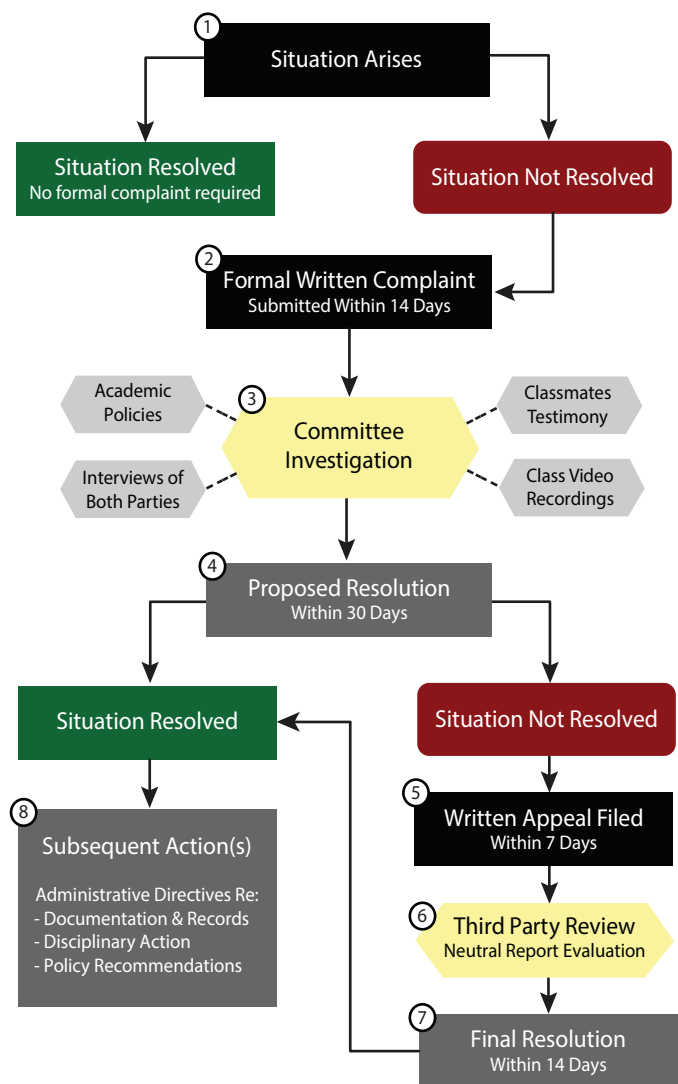 1
Situation Arises
Situation Resolved
No formal complaint required
Situation Not Resolved
2
Formal Written Complaint
Submitted Within 14 Days
Academic
Policies
3
Committee
Investigation
Classmates
Testimony
Interviews of
Both Parties
Class Video
Recordings
4
Proposed Resolution
Within 30 Days
Situation Resolved
Situation Not Resolved
5
Written Appeal Filed
Within 7 Days
8
Subsequent Action(s)
Administrative Directives Re:
- Documentation & Records
- Disciplinary Action
- Policy Recommendations
6
Third Party Review
Neutral Report Evaluation
7
Final Resolution
Within 14 Days